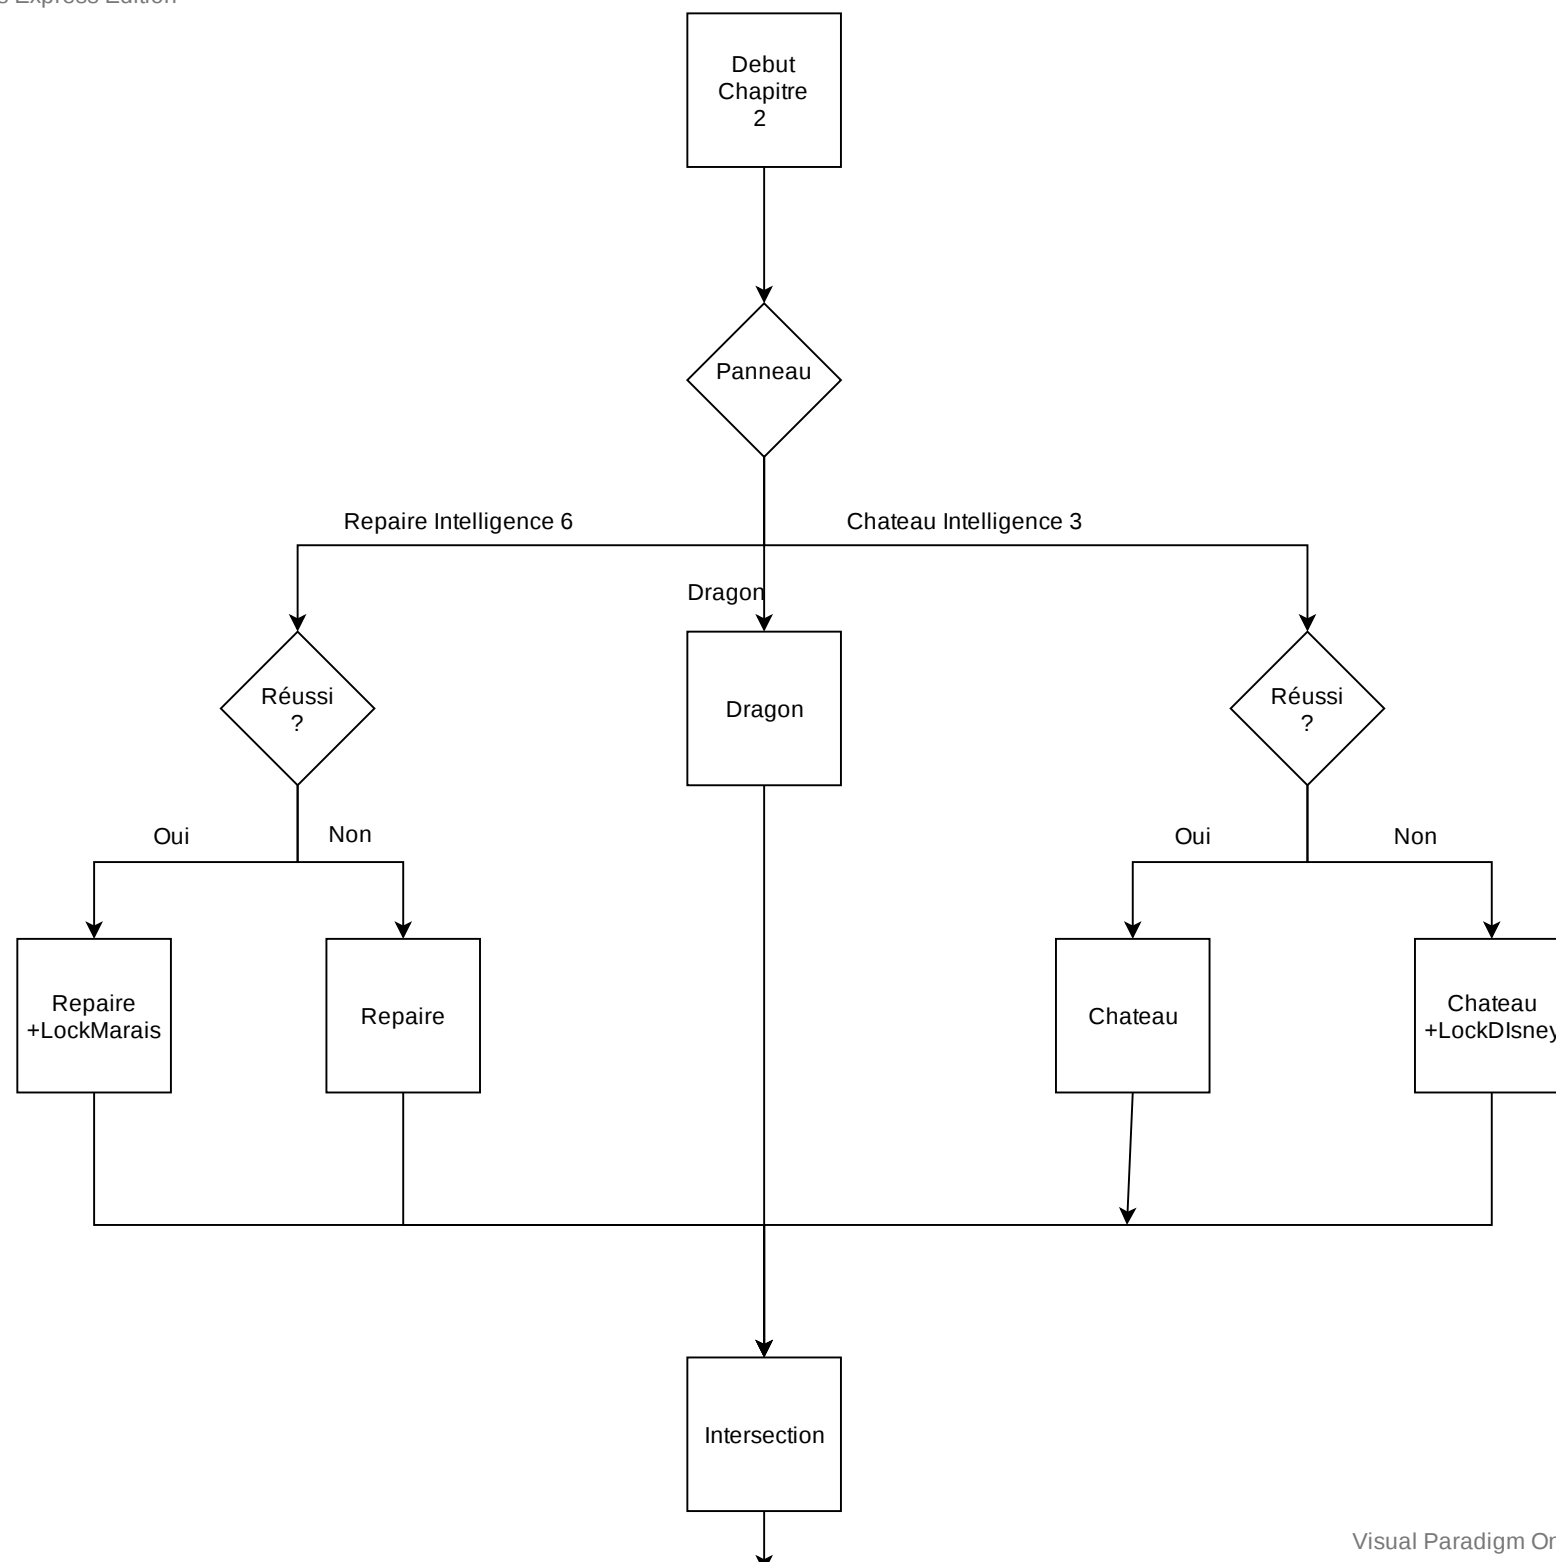 Express Edition
Debut
Chapitre
2
Panneau
Repaire Intelligence 6
Chateau Intelligence 3
Dragon
Réussi
?
Dragon
Réussi
?
Oui
Non
Oui
Non
Repaire
+LockMarais
Repaire
Chateau
Chateau
+LockDIsney
Intersection
Visual Paradigm